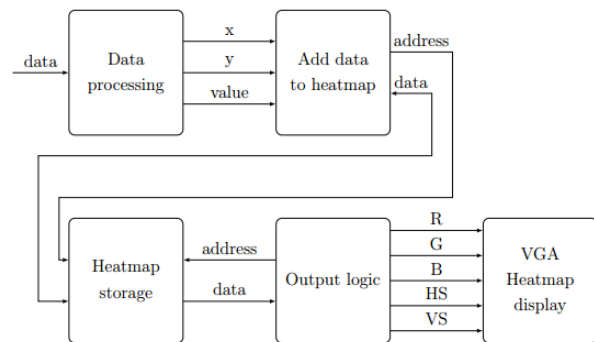 data
Data
processing
x
y
value
Add data
to heatmap
address
data
Heatmap
storage
address
data
Output logic
R
G
B
HS
VS
VGA
Heatmap
display